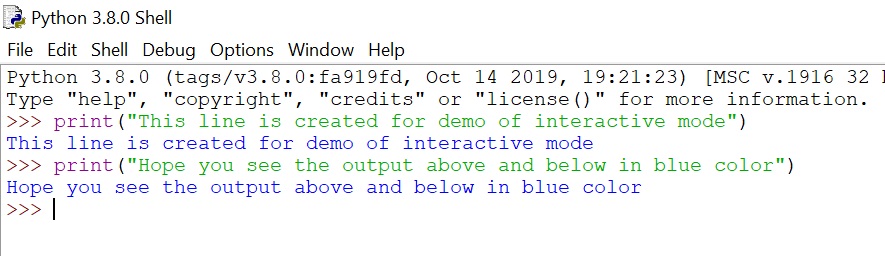 Python 3.8.0 Shell
File Edit Shell Debug Options Window Help
Python 3.8.0 (tags/v3.8.0:fa919fd, Oct 14 2019, 19:21:23) [MSC v.1916 32
Type "help", "copyright", "credits" or "license()" for more information.
>>> print("This line is created for demo of interactive mode")
This line is created for demo of interactive mode
>>> print("Hope you see the output above and below in blue color")
Hope you see the output above and below in blue color
>>>